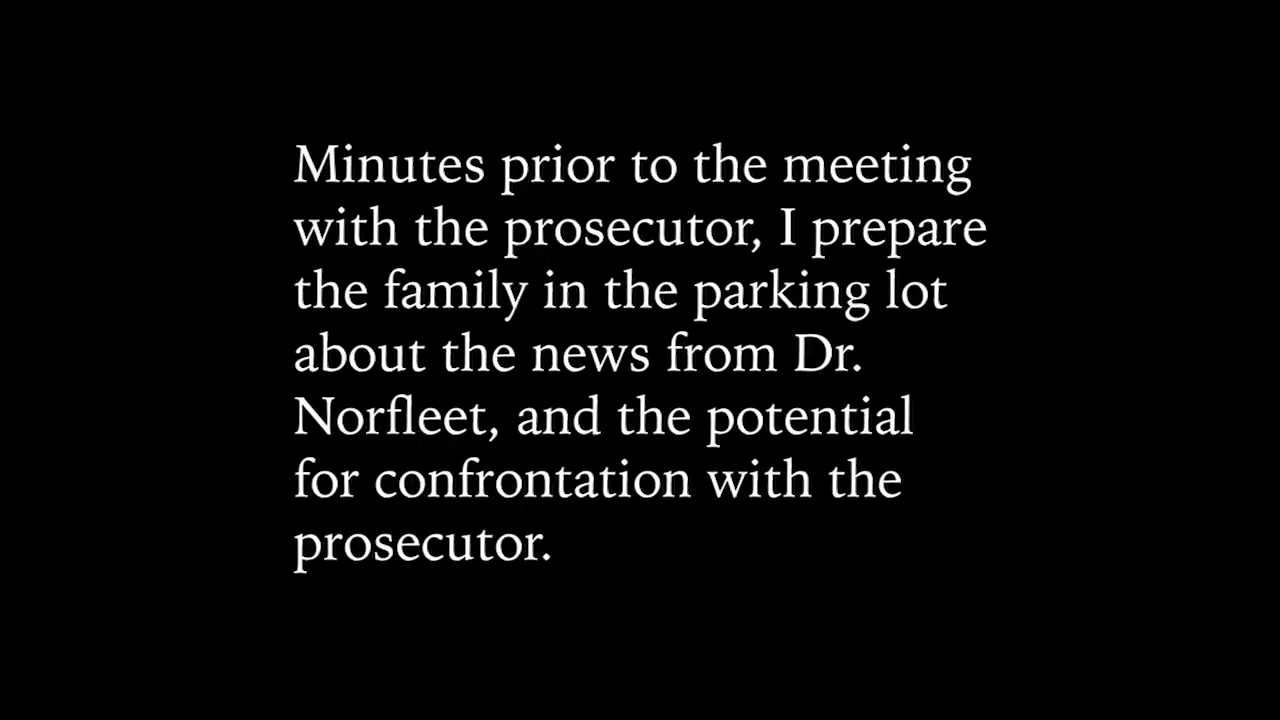 Minutes prior to the meeting
with the prosecutor, I prepare
the family in the parking lot
about the news from Dr.
Norfleet, and the potential
for confrontation with the
prosecutor.